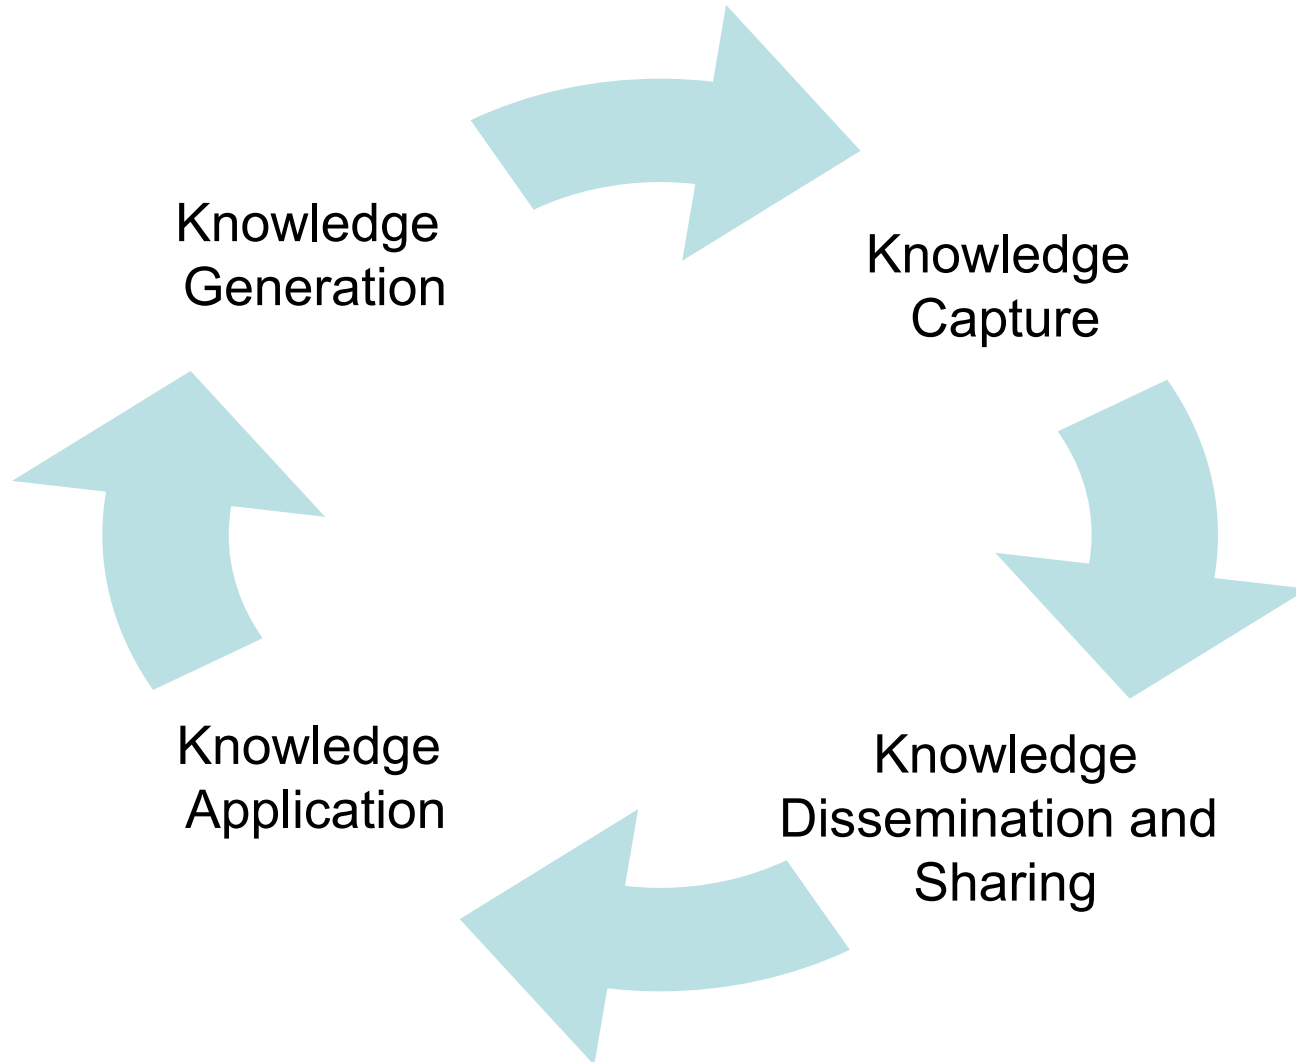 Knowledge
Generation
Knowledge
Capture
Knowledge
Dissemination and
Sharing
Knowledge
Application